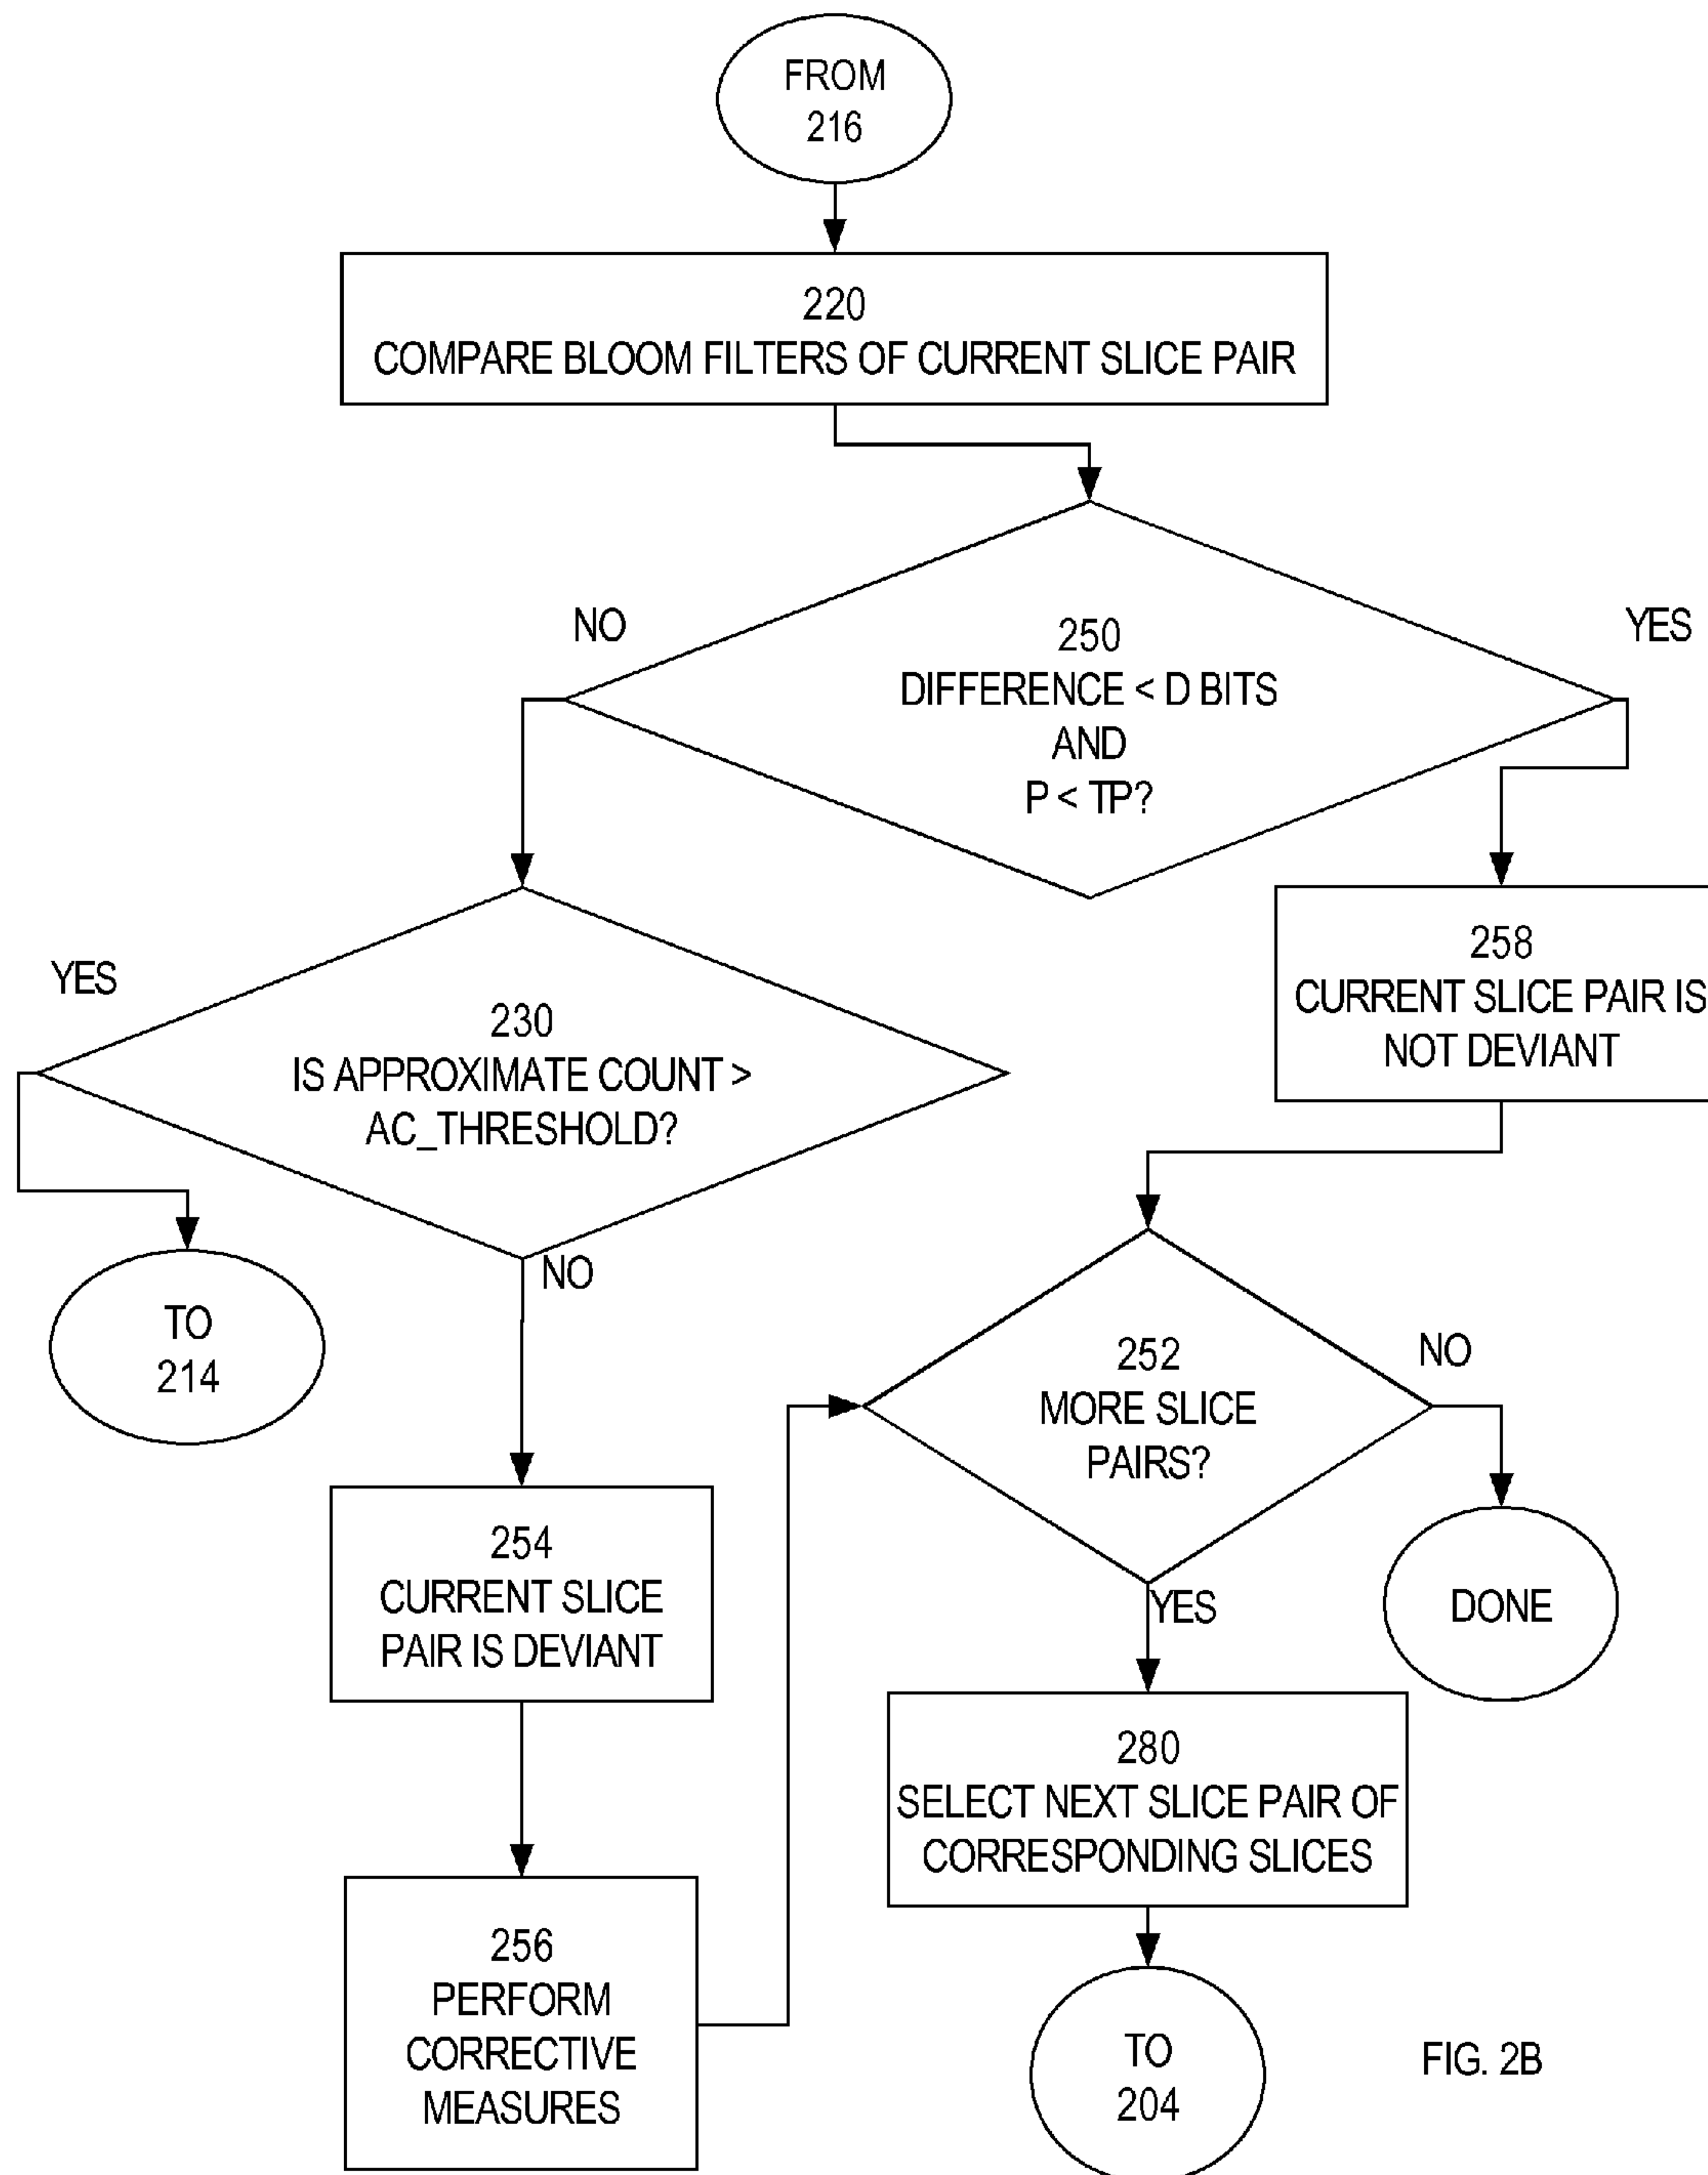 FROM
216
220
COMPARE BLOOM FILTERS OF CURRENT SLICE PAIR
NO
YES
250
DIFFERENCE < D BITS
AND
P < TP?
258
CURRENT SLICE PAIR IS
NOT DEVIANT
YES
230
IS APPROXIMATE COUNT >
AC_THRESHOLD?
NO
TO
214
252
MORE SLICE
PAIRS?
NO
YES
DONE
254
CURRENT SLICE
PAIR IS DEVIANT
280
SELECT NEXT SLICE PAIR OF
CORRESPONDING SLICES
256
PERFORM
CORRECTIVE
MEASURES
TO
204
FIG. 2B